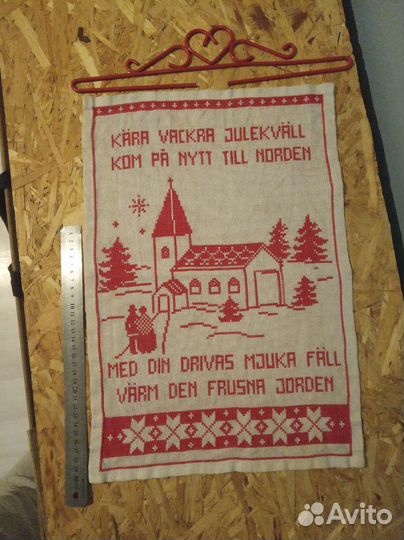 KÄRA VACKRA JULEKVÄLL
KOM PÅ NYTT TILL NORDEN
MED DIN DRIVAS MJUKA FÄLL
VÄRM DEN FRUSNA JORDEN
Avito